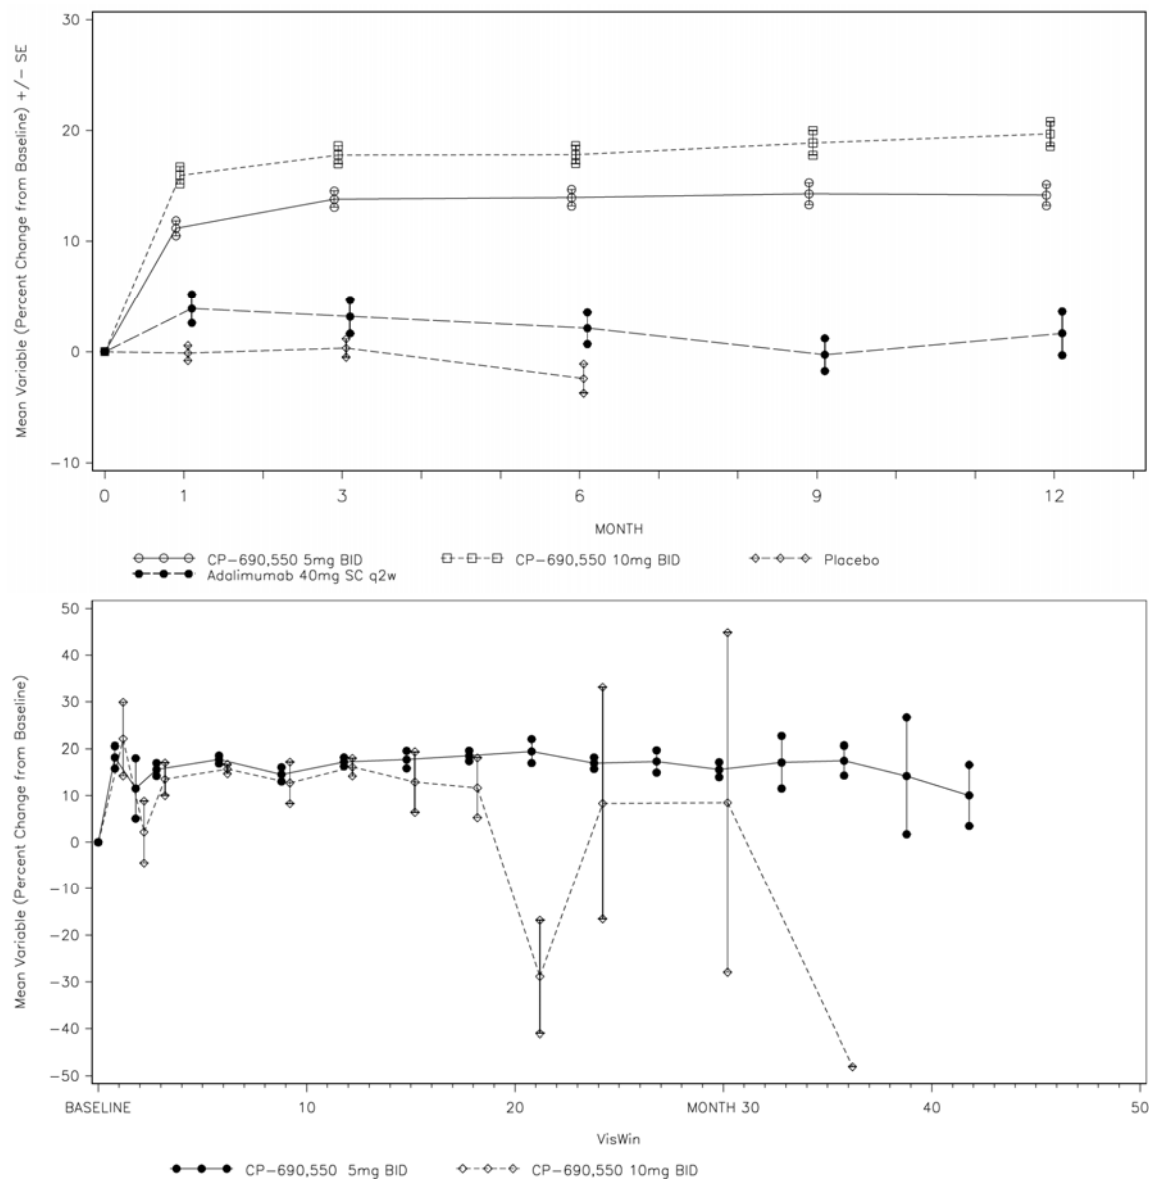 Mean Variable (Percent Change from Baseline) +/- SE
30
20
10
0
-10
0 1 3 6 9 12
MONTH
CP-690,550 5mg BID CP-690,550 10mg BID Placebo
Adalimumab 40mg SC q2w
Mean Variable (Percent Change from Baseline)
50
40
30
20
10
0
-10
-20
-30
-40
-50
BASELINE 10 20 MONTH 30 40 50
VisWin
CP-690,550 5mg BID CP-690,550 10mg BID